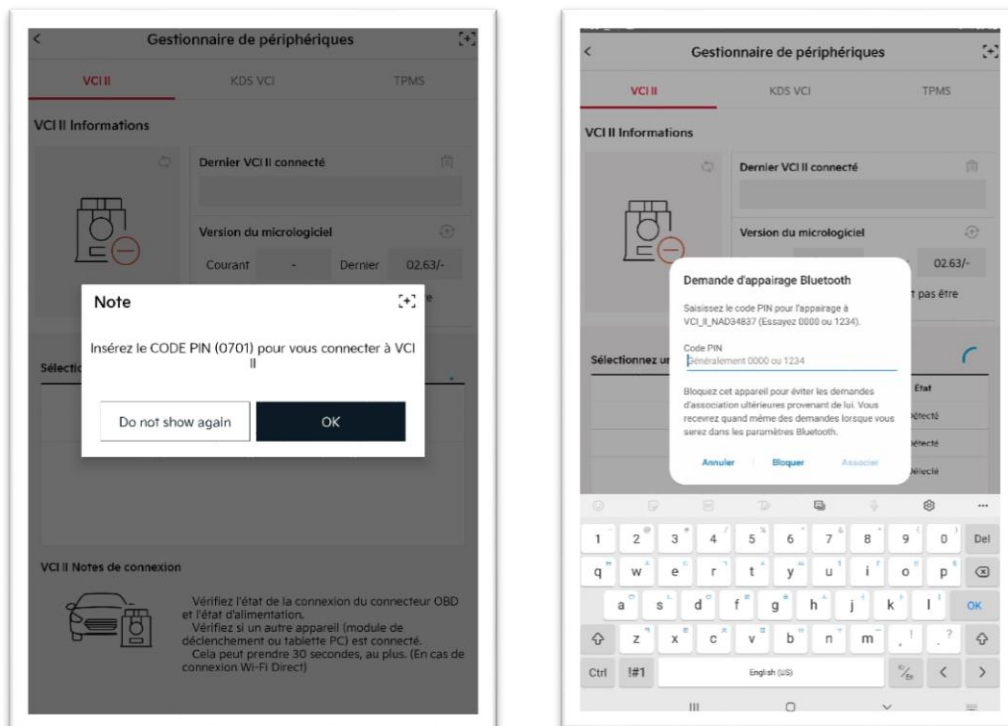 Gestionnaire de périphériques
VCI II KDS VCI TPMS
VCI II Informations
Dernier VCI II connecté
Version du micrologiciel
Courant - Dernier 02.63/-
Note
Insérez le CODE PIN (0701) pour vous connecter à VCI
II
Do not show again OK
VCI II Notes de connexion
Vérifiez l'état de la connexion du connecteur OBD
et l'état d'alimentation.
Vérifiez si un autre appareil (module de
déclenchement ou tablette PC) est connecté.
Cela peut prendre 30 secondes, au plus. (En cas de
connexion Wi-Fi Direct)
Gestionnaire de périphériques
VCI II KDS VCI TPMS
VCI II Informations
Dernier VCI II connecté
Version du micrologiciel
02.63/-
pas être
Demande d'appairage Bluetooth
Saisissez le code PIN pour l'appairage à
VCI_II_NAD34837 (Essayez 0000 ou 1234).
Code PIN
Généralement 0000 ou 1234
Bloquez cet appareil pour éviter les demandes
d'association ultérieures provenant de lui. Vous
recevrez quand même des demandes lorsque vous
serez dans les paramètres Bluetooth.
Annuler Bloquer Associer
Sélectionnez
État
1 2 3 4 5 6 7 8 9 0 Del
q w e r t y u i o p
a s d f g h j k l OK
z x c v b n m , ! . ?
Ctrl !#1 English (US) < >